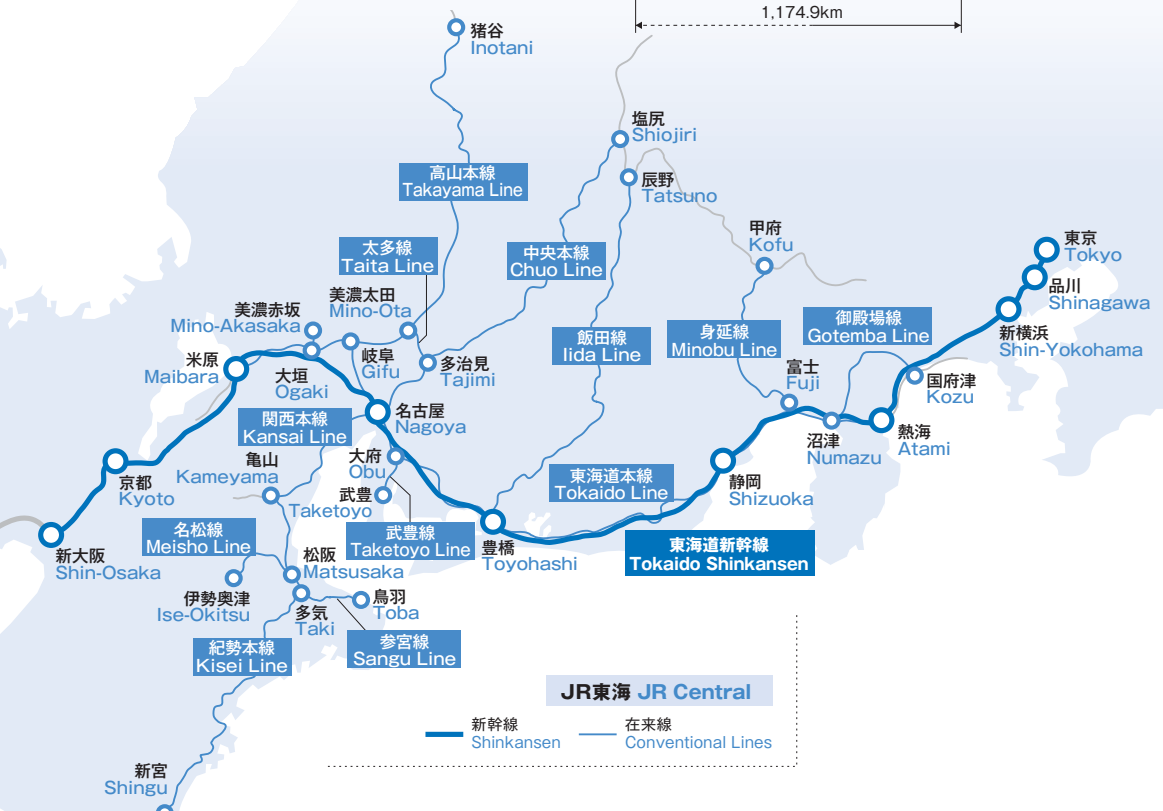 1,174.9km
猪谷
Inotani
塩尻
Shiojiri
辰野
Tatsuno
高山本線
Takayama Line
太多線
Taita Line
中央本線
Chuo Line
甲府
Kofu
東京
Tokyo
品川
Shinagawa
新横浜
Shin-Yokohama
美濃赤坂
Mino-Akasaka
美濃太田
Mino-Ota
飯田線
Iida Line
身延線
Minobu Line
御殿場線
Gotemba Line
米原
Maibara
大垣
Ogaki
岐阜
Gifu
多治見
Tajimi
富士
Fuji
国府津
Kozu
関西本線
Kansai Line
名古屋
Nagoya
沼津
Numazu
熱海
Atami
亀山
Kameyama
大府
Obu
武豊
Taketoyo
京都
Kyoto
東海道本線
Tokaido Line
静岡
Shizuoka
名松線
Meisho Line
武豊線
Taketoyo Line
豊橋
Toyohashi
東海道新幹線
Tokaido Shinkansen
新大阪
Shin-Osaka
松阪
Matsusaka
伊勢奥津
Ise-Okitsu
多気
Taki
鳥羽
Toba
紀勢本線
Kisei Line
参宮線
Sangu Line
JR東海 JR Central
新幹線
Shinkansen
在来線
Conventional Lines
新宮
Shingu